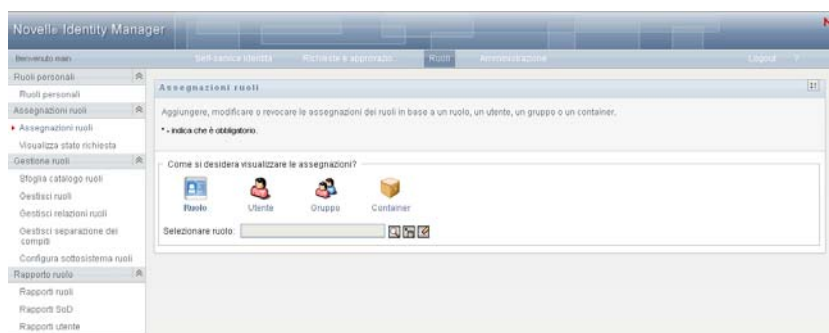 Novell® Identity Manager
N
Benvenuto main
Self-service identità
Richieste e approvazio...
Ruoli
Amministrazione
Logout
?
Ruoli personali
Ruoli personali
Assegnazioni ruoli
Assegnazioni ruoli
Visualizza stato richiesta
Gestione ruoli
Sfoglia catalogo ruoli
Gestisci ruoli
Gestisci relazioni ruoli
Gestisci separazione dei
compiti
Configura sottosistema ruoli
Rapporto ruolo
Rapporti ruoli
Rapporti SoD
Rapporti utente
Assegnazioni ruoli
Aggiungere, modificare o revocare le assegnazioni dei ruoli in base a un ruolo, un utente, un gruppo o un container.
* - indica che è obbligatorio.
Come si desidera visualizzare le assegnazioni?
Ruolo
Utente
Gruppo
Container
Selezionare ruolo: